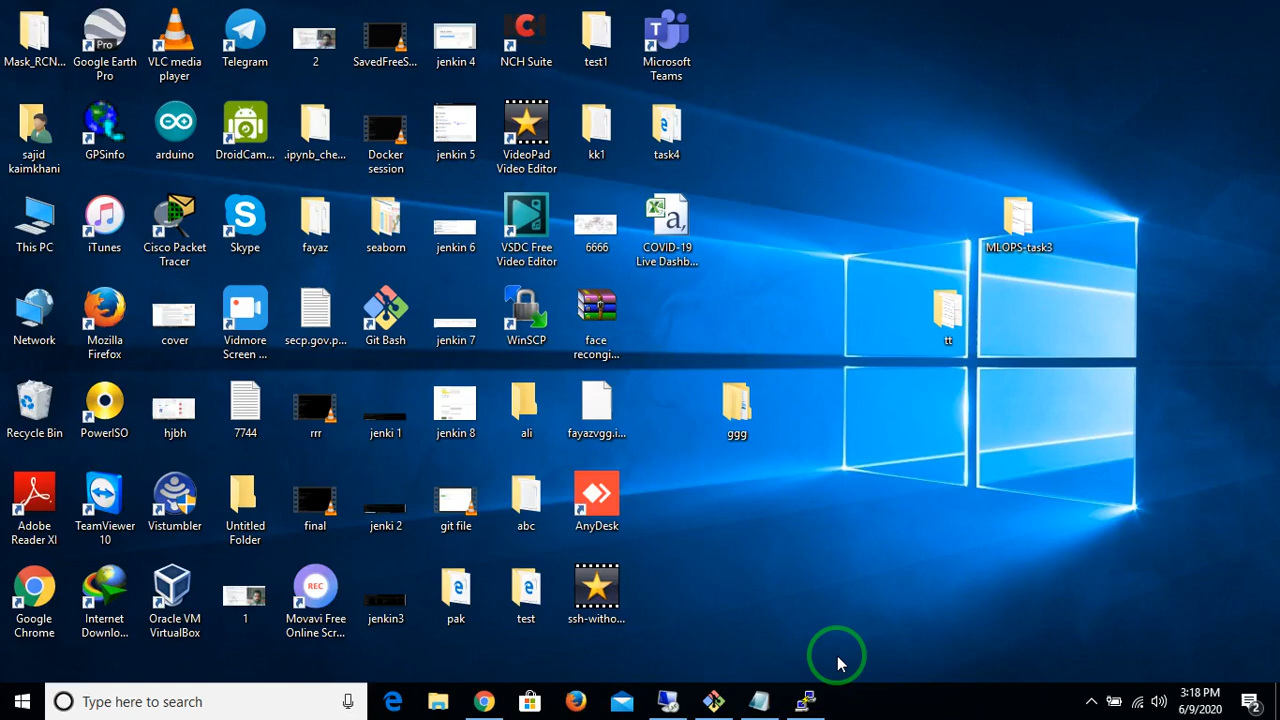 Mask_RCN...
Google Earth
Pro
VLC media
player
Telegram
2
SavedFreeS...
jenkin 4
NCH Suite
test1
Microsoft
Teams
sajid
kaimkhani
GPSinfo
arduino
DroidCam...
.ipynb_che...
Docker
session
jenkin 5
VideoPad
Video Editor
kk1
task4
This PC
iTunes
Cisco Packet
Tracer
Skype
fayaz
seaborn
jenkin 6
VSDC Free
Video Editor
6666
COVID-19
Live Dashb...
MLOPS-task3
Network
Mozilla
Firefox
cover
Vidmore
Screen ...
secp.gov.p...
Git Bash
jenkin 7
WinSCP
face
recongi...
tt
Recycle Bin
PowerISO
hjbh
7744
rrr
jenki 1
jenkin 8
ali
fayazvgg.i...
ggg
Adobe
Reader XI
TeamViewer
10
Vistumbler
Untitled
Folder
final
jenki 2
git file
abc
AnyDesk
Google
Chrome
Internet
Downlo...
Oracle VM
VirtualBox
1
REC
Movavi Free
Online Scr...
jenkin3
pak
test
ssh-witho...
Type here to search
3:18 PM
6/9/2020
2